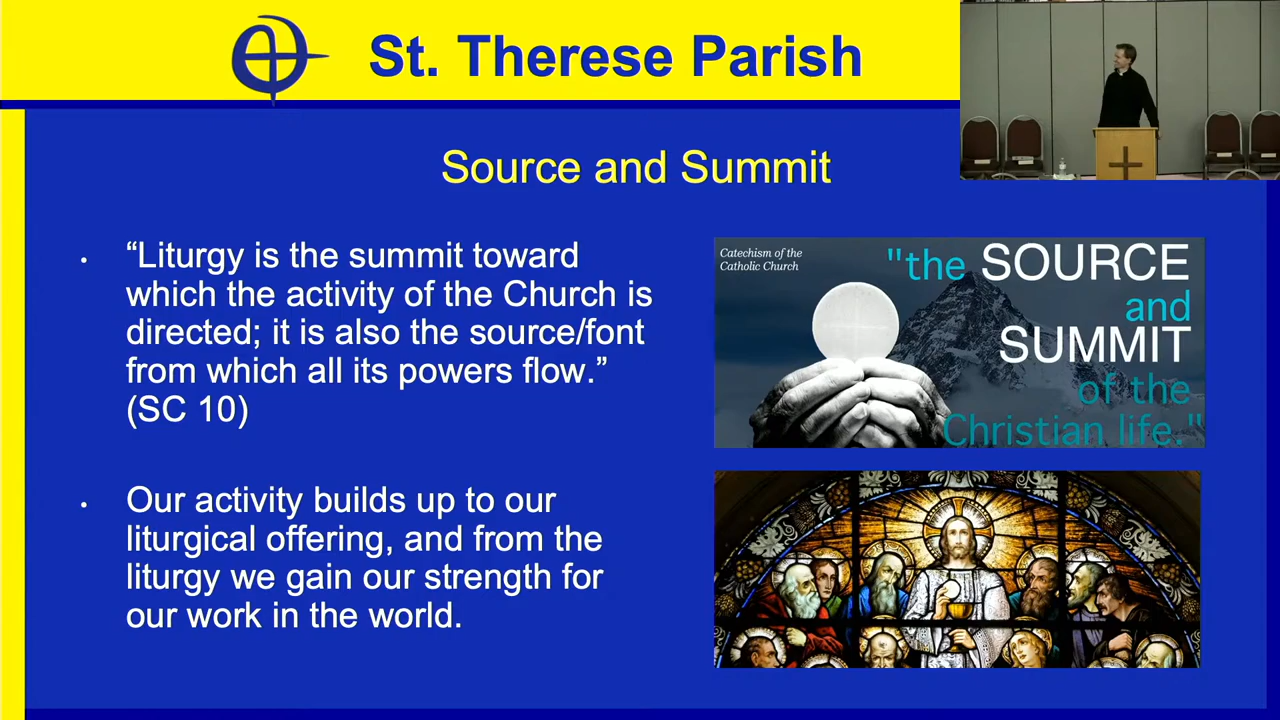 St. Therese Parish
Source and Summit
• “Liturgy is the summit toward
which the activity of the Church is
directed; it is also the source/font
from which all its powers flow.”
(SC 10)
• Our activity builds up to our
liturgical offering, and from the
liturgy we gain our strength for
our work in the world.
Catechism of the
Catholic Church
"the SOURCE
and
SUMMIT
of the
Christian life."